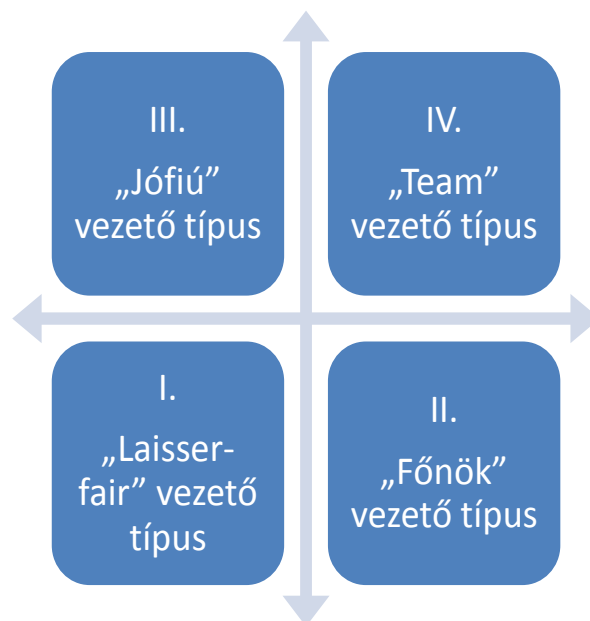 III.
„Jófiú”
vezető típus
IV.
„Team”
vezető típus
I.
„Laisser-
fair” vezető
típus
II.
„Főnök”
vezető típus